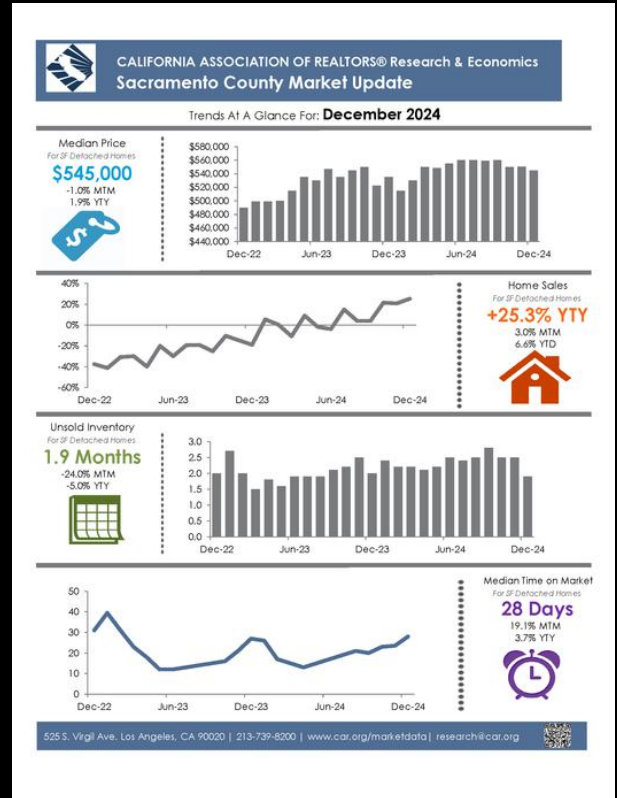 CALIFORNIA ASSOCIATION OF REALTORS® Research & Economics
Sacramento County Market Update
Trends At A Glance For: December 2024
Median Price
For SF Detached Homes
$545,000
-1.0% MTM
1.9% YTY
$
$580,000
$560,000
$540,000
$520,000
$500,000
$480,000
$460,000
$440,000
Dec-22 Jun-23 Dec-23 Jun-24 Dec-24
40%
20%
0%
-20%
-40%
-60%
Dec-22 Jun-23 Dec-23 Jun-24 Dec-24
Home Sales
For SF Detached Homes
+25.3% YTY
3.0% MTM
6.6% YTD
Unsold Inventory
For SF Detached Homes
1.9 Months
-24.0% MTM
-5.0% YTY
3.0
2.5
2.0
1.5
1.0
0.5
0.0
Dec-22 Jun-23 Dec-23 Jun-24 Dec-24
50
40
30
20
10
0
Dec-22 Jun-23 Dec-23 Jun-24 Dec-24
Median Time on Market
For SF Detached Homes
28 Days
19.1% MTM
3.7% YTY
525 S. Virgil Ave. Los Angeles, CA 90020 | 213-739-8200 | www.car.org/marketdata| research@car.org